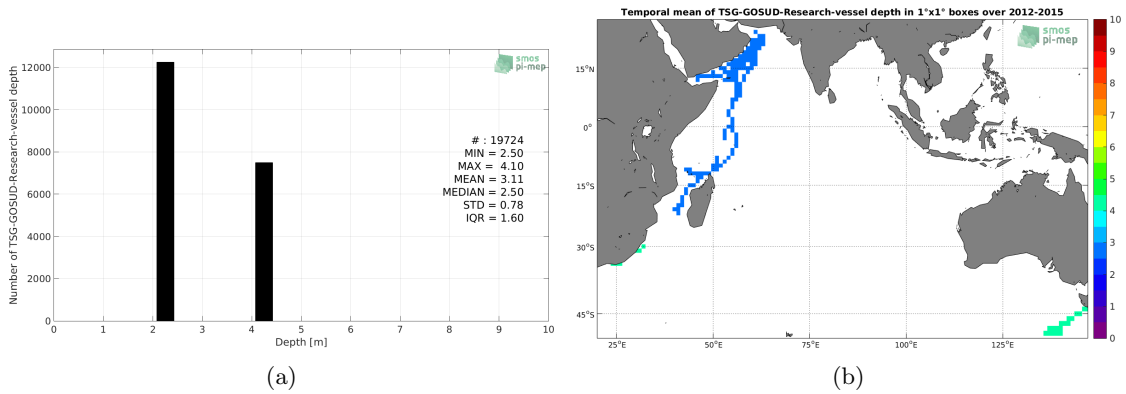 Number of TSG-GOSUD-Research-vessel depth
12000
10000
8000
6000
4000
2000
0
0 1 2 3 4 5 6 7 8 9 10
Depth [m]
smos
pi-mep
# : 19724
MIN = 2.50
MAX = 4.10
MEAN = 3.11
MEDIAN = 2.50
STD = 0.78
IQR = 1.60
(a)
Temporal mean of TSG-GOSUD-Research-vessel depth in 1°x1° boxes over 2012-2015
smos
pi-mep
15°N
0°
15°S
30°S
45°S
25°E 50°E 75°E 100°E 125°E
10
9
8
7
6
5
4
3
2
1
0
(b)